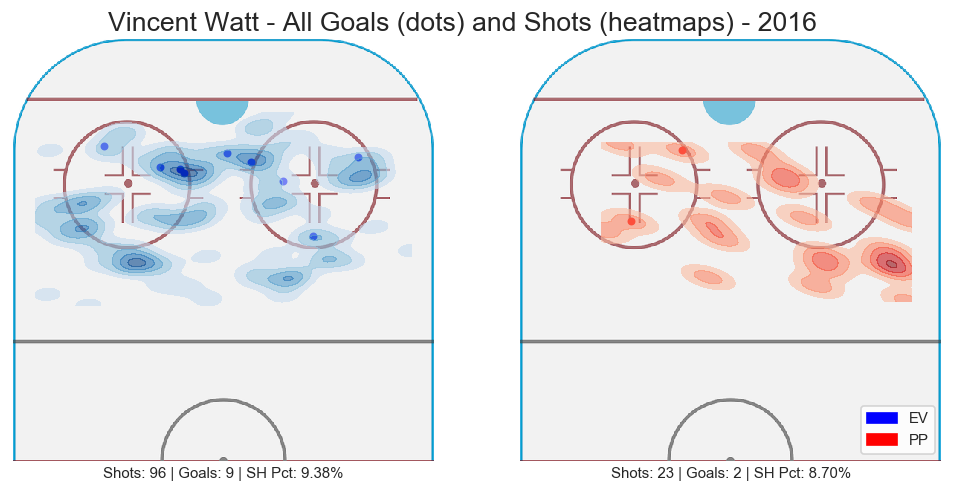 Vincent Watt - All Goals (dots) and Shots (heatmaps) - 2016
EV
PP
Shots: 96 | Goals: 9 | SH Pct: 9.38%
Shots: 23 | Goals: 2 | SH Pct: 8.70%